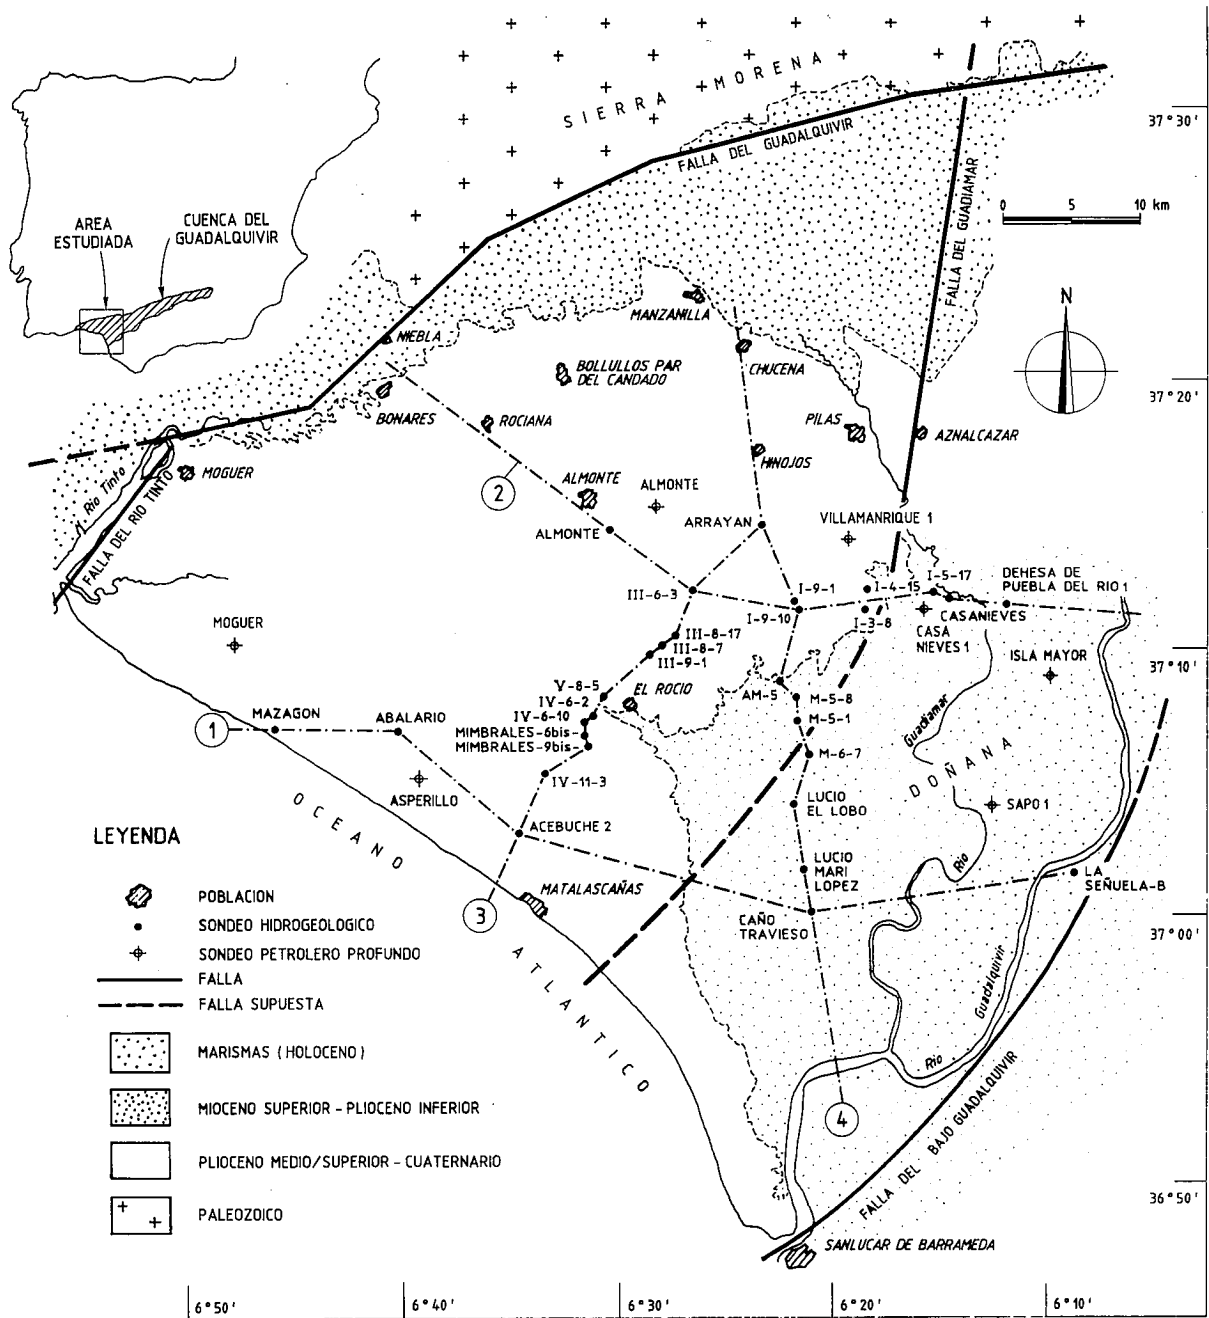 SIERRA MORENA
37°30'
FALLA DEL GUADALQUIVIR
FALLA DEL GUADIAMAR
0 5 10 km
AREA
ESTUDIADA
CUENCA DEL
GUADALQUIVIR
N
MANZANILLA
NIEBLA
CHUCENA
BOLLULLOS PAR
DEL CANDADO
37°20'
BONARES
ROCIANA
PILAS
AZNALCAZAR
HINOJOS
MOGUER
Rio Tinto
FALLA DEL RIO TINTO
2
ALMONTE
ALMONTE
ARRAYAN
VILLAMANRIQUE 1
ALMONTE
I-5-17
DEHESA DE
PUEBLA DEL RIO 1
III-6-3
I-9-1
I-4-15
I-9-10
I-3-8
CASANIEVES
CASA
NIEVES 1
MOGUER
III-8-17
III-8-7
III-9-1
ISLA MAYOR
37°10'
V-8-5
EL ROCIO
AM-5
M-5-8
IV-6-2
IV-6-10
M-5-1
Guadiamar
1
MAZAGON
ABALARIO
MIMBRALES-6bis
MIMBRALES-9bis
M-6-7
DOÑANA
IV-11-3
ASPERILLO
LUCIO
EL LOBO
SAPO 1
OCEANO
LEYENDA
ACEBUCHE 2
LUCIO
MARI
LOPEZ
Rio
LA
SEÑUELA-B
POBLACION
MATALASCAÑAS
3
CAÑO
TRAVIESO
37°00'
SONDEO HIDROGEOLOGICO
SONDEO PETROLERO PROFUNDO
ATLANTICO
FALLA
FALLA SUPUESTA
Guadalquivir
MARISMAS (HOLOCENO)
Rio
MIOCENO SUPERIOR - PLIOCENO INFERIOR
4
FALLA DEL BAJO GUADALQUIVIR
PLIOCENO MEDIO/SUPERIOR - CUATERNARIO
36°50'
PALEOZOICO
SANLUCAR DE BARRAMEDA
6°50' 6°40' 6°30' 6°20' 6°10'